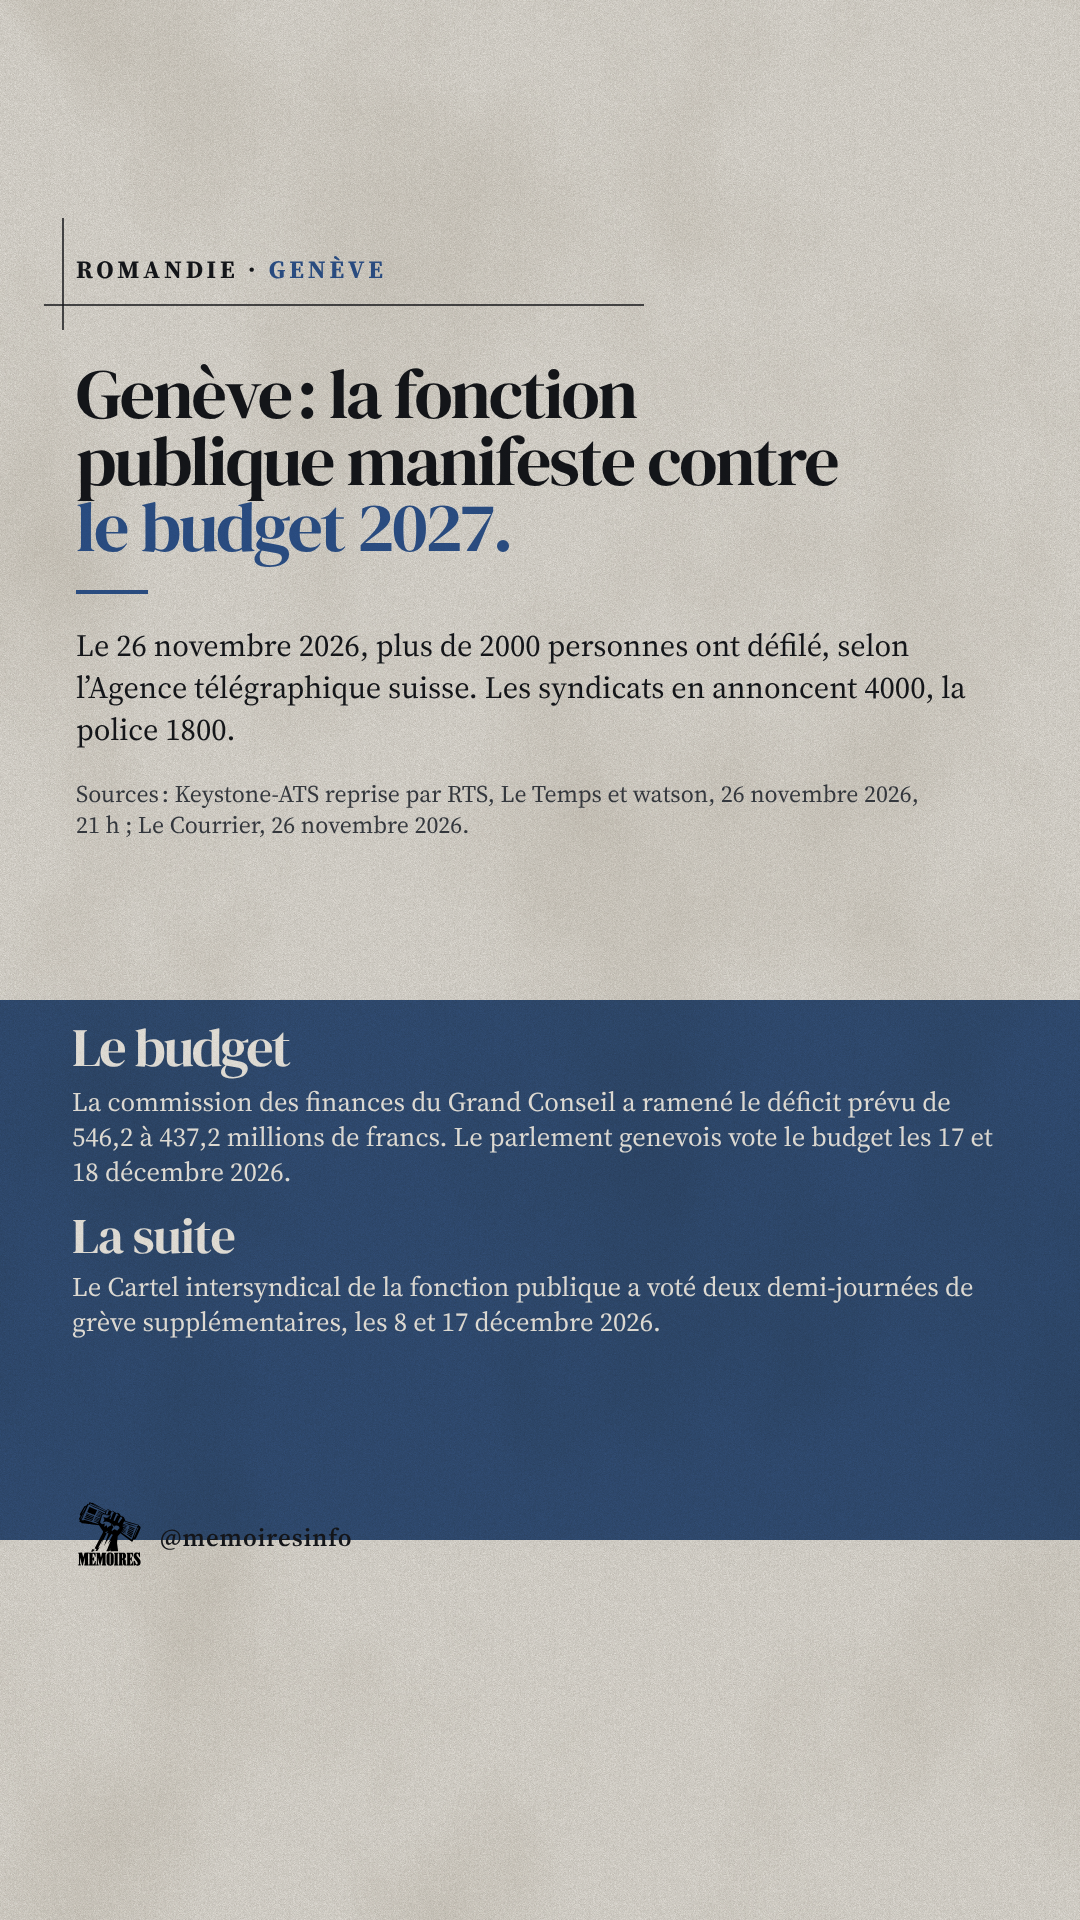 ROMANDIE · GENÈVE
Genève : la fonction
publique manifeste contre
le budget 2027.
Le 26 novembre 2026, plus de 2000 personnes ont défilé, selon
l’Agence télégraphique suisse. Les syndicats en annoncent 4000, la
police 1800.
Sources : Keystone-ATS reprise par RTS, Le Temps et watson, 26 novembre 2026,
21 h ; Le Courrier, 26 novembre 2026.
Le budget
La commission des finances du Grand Conseil a ramené le déficit prévu de
546,2 à 437,2 millions de francs. Le parlement genevois vote le budget les 17 et
18 décembre 2026.
La suite
Le Cartel intersyndical de la fonction publique a voté deux demi-journées de
grève supplémentaires, les 8 et 17 décembre 2026.
MÉMOIRES
@memoiresinfo